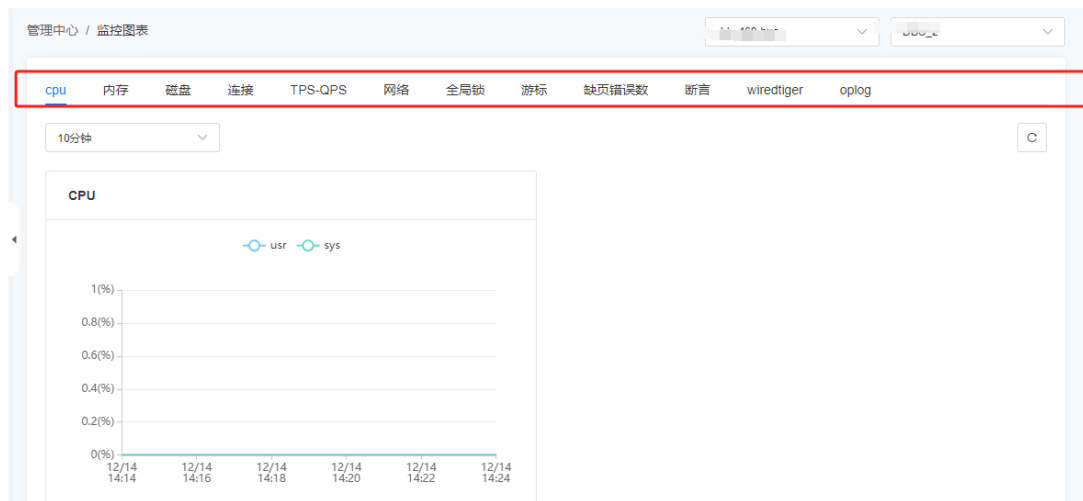 管理中心 / 监控图表
cpu 内存 磁盘 连接 TPS-QPS 网络 全局锁 游标 缺页错误数 断言 wiredtiger oplog
10分钟
CPU
usr sys
1(%)
0.8(%)
0.6(%)
0.4(%)
0.2(%)
0(%)
12/14 12/14 12/14 12/14 12/14 12/14
14:14 14:16 14:18 14:20 14:22 14:24